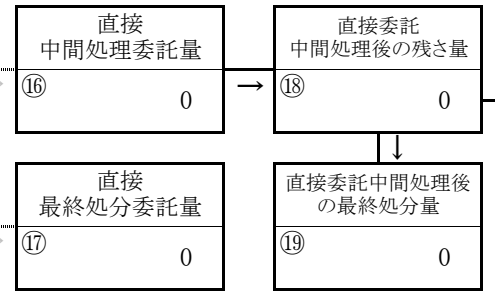 直接
中間処理委託量
⑯
0
→
直接委託
中間処理後の残さ量
⑱
0
↓
直接
最終処分委託量
⑰
0
直接委託中間処理後
の最終処分量
⑲
0